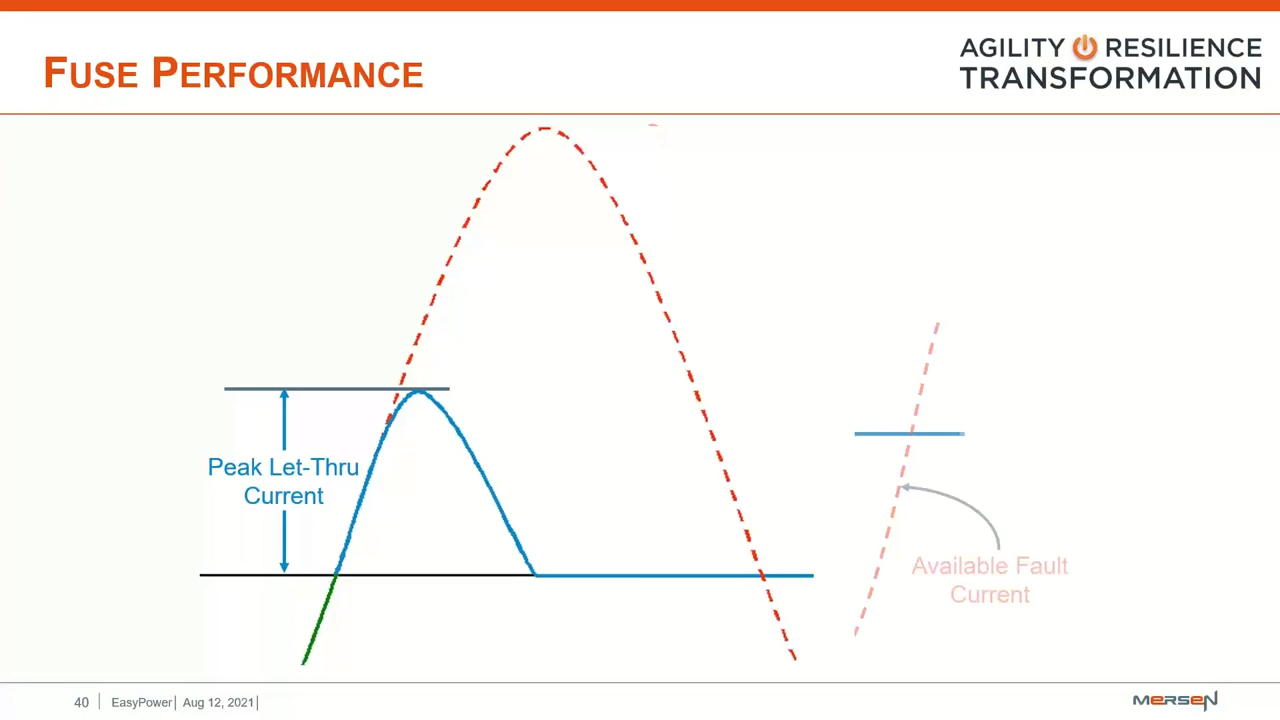 FUSE PERFORMANCE
AGILITY RESILIENCE
TRANSFORMATION
Peak Let-Thru
Current
Available Fault
Current
40
EasyPower
Aug 12, 2021
MERSEN